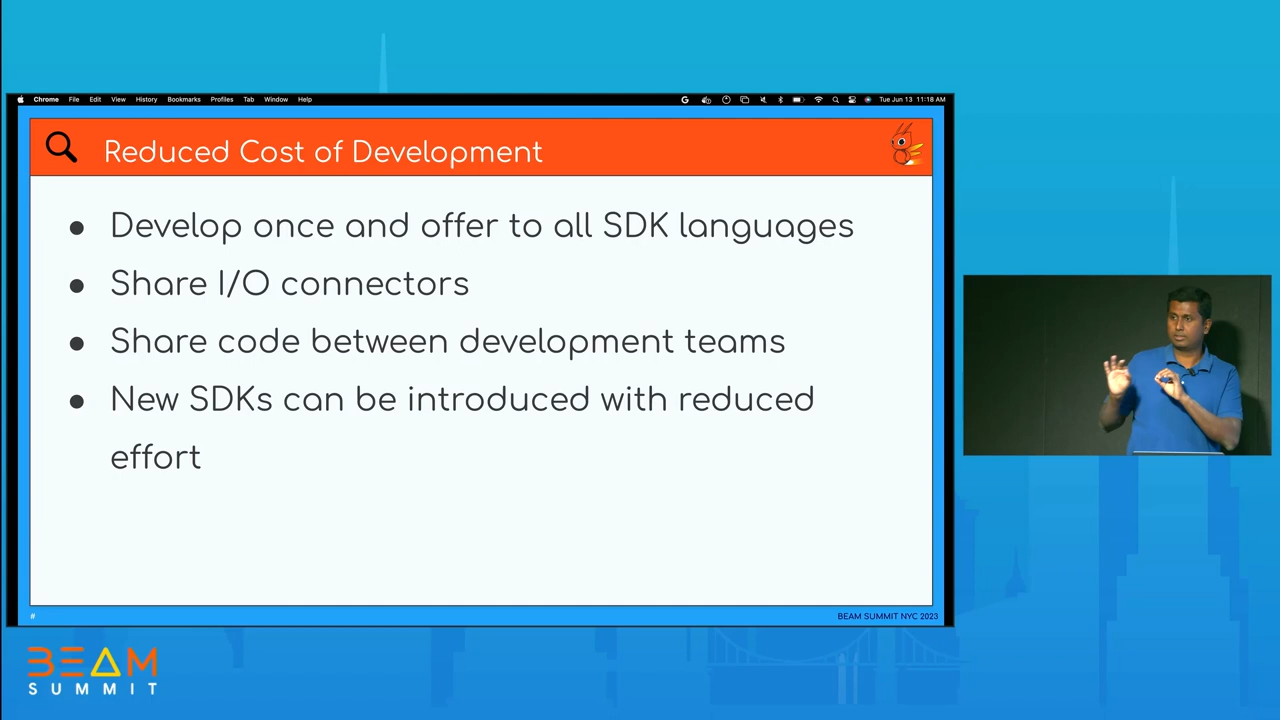 Chrome File Edit View History Bookmarks Profiles Tab Window Help
Tue Jun 13 11:18 AM
Reduced Cost of Development
● Develop once and offer to all SDK languages
● Share I/O connectors
● Share code between development teams
● New SDKs can be introduced with reduced
effort
#
BEAM SUMMIT NYC 2023
BEAM
SUMMIT